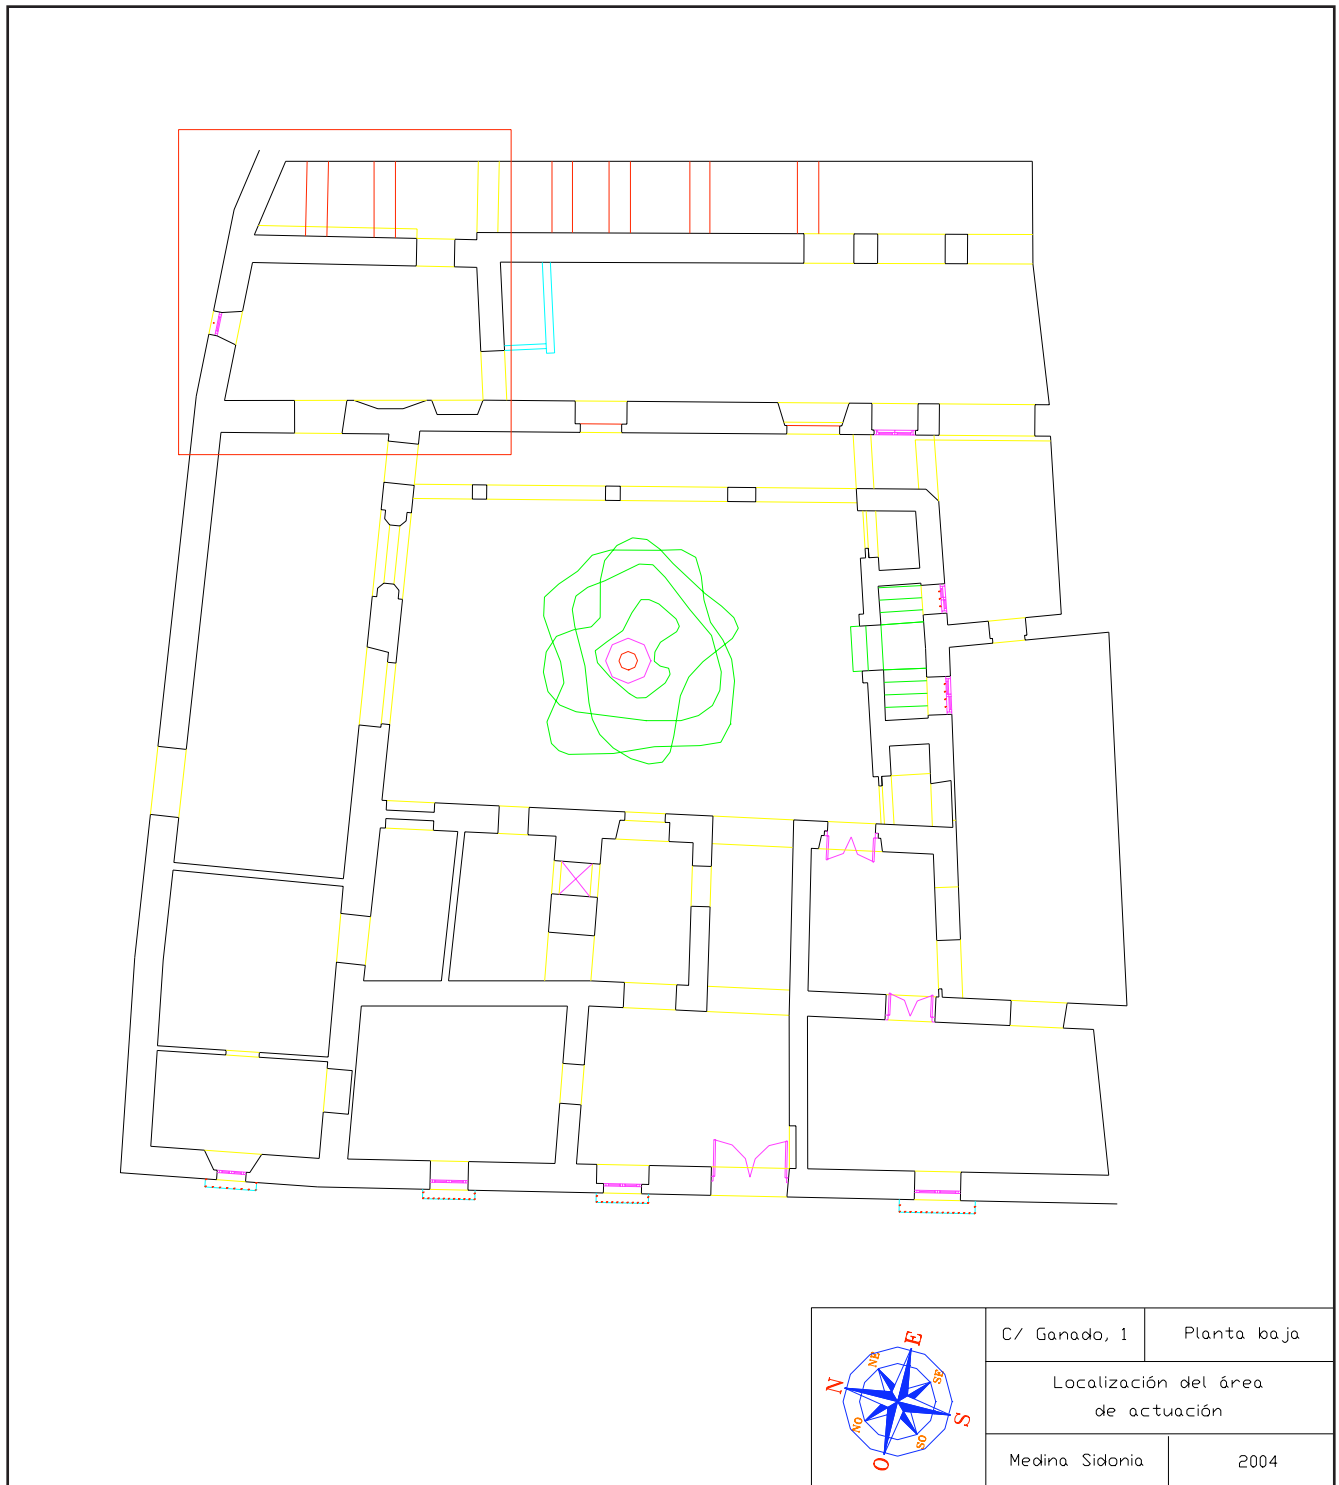 C/ Ganado, 1
Planta baja
Localización del área
de actuación
Medina Sidonia
2004
E
NE
SE
N
S
NO
SO
O